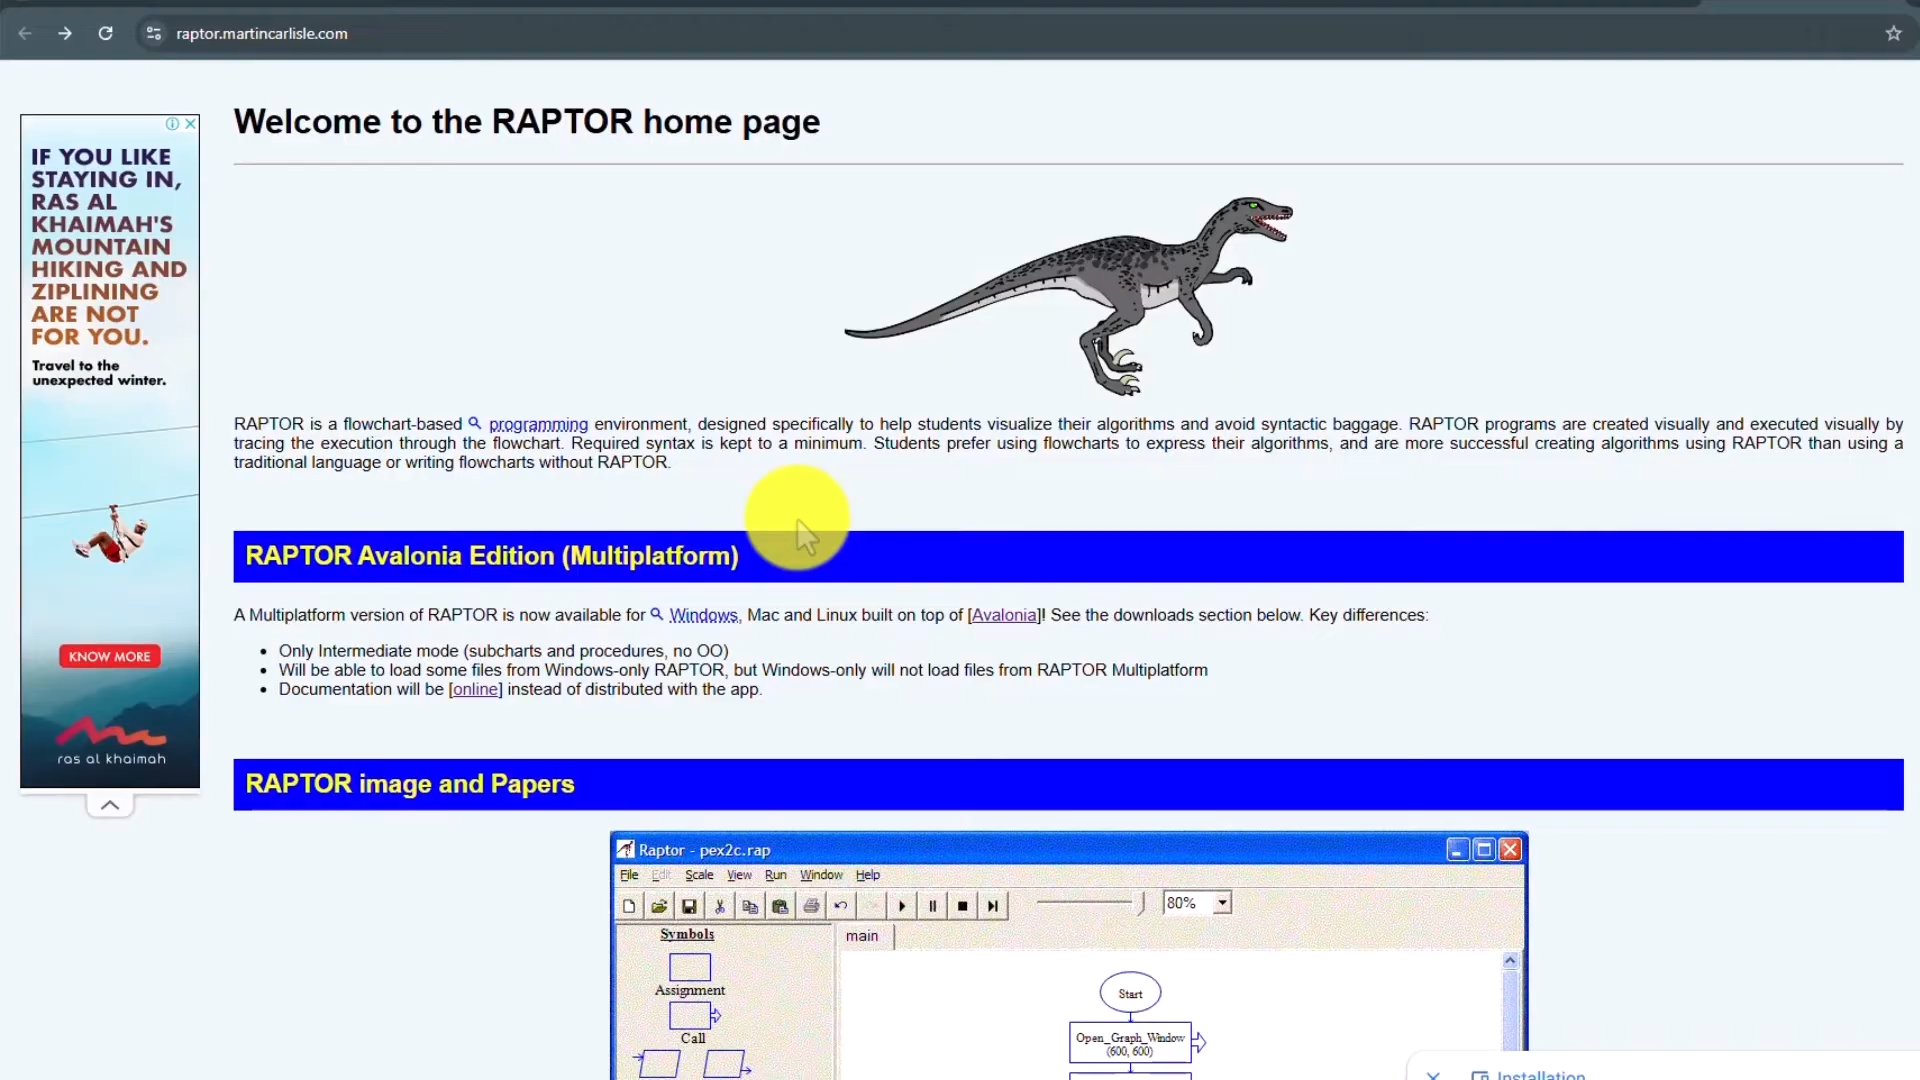 raptor.martincarlisle.com
IF YOU LIKE
STAYING IN,
RAS AL
KHAIMAH'S
MOUNTAIN
HIKING AND
ZIPLINING
ARE NOT
FOR YOU.
Travel to the
unexpected winter.
KNOW MORE
ras al khaimah
Welcome to the RAPTOR home page
RAPTOR is a flowchart-based programming environment, designed specifically to help students visualize their algorithms and avoid syntactic baggage. RAPTOR programs are created visually and executed visually by
tracing the execution through the flowchart. Required syntax is kept to a minimum. Students prefer using flowcharts to express their algorithms, and are more successful creating algorithms using RAPTOR than using a
traditional language or writing flowcharts without RAPTOR.
RAPTOR Avalonia Edition (Multiplatform)
A Multiplatform version of RAPTOR is now available for Windows, Mac and Linux built on top of [Avalonia]! See the downloads section below. Key differences:
• Only Intermediate mode (subcharts and procedures, no OO)
• Will be able to load some files from Windows-only RAPTOR, but Windows-only will not load files from RAPTOR Multiplatform
• Documentation will be [online] instead of distributed with the app.
RAPTOR image and Papers
Raptor - pex2c.rap
File Edit Scale View Run Window Help
80%
Symbols
main
Assignment
Call
Start
Open_Graph_Window
(600, 600)
Installation